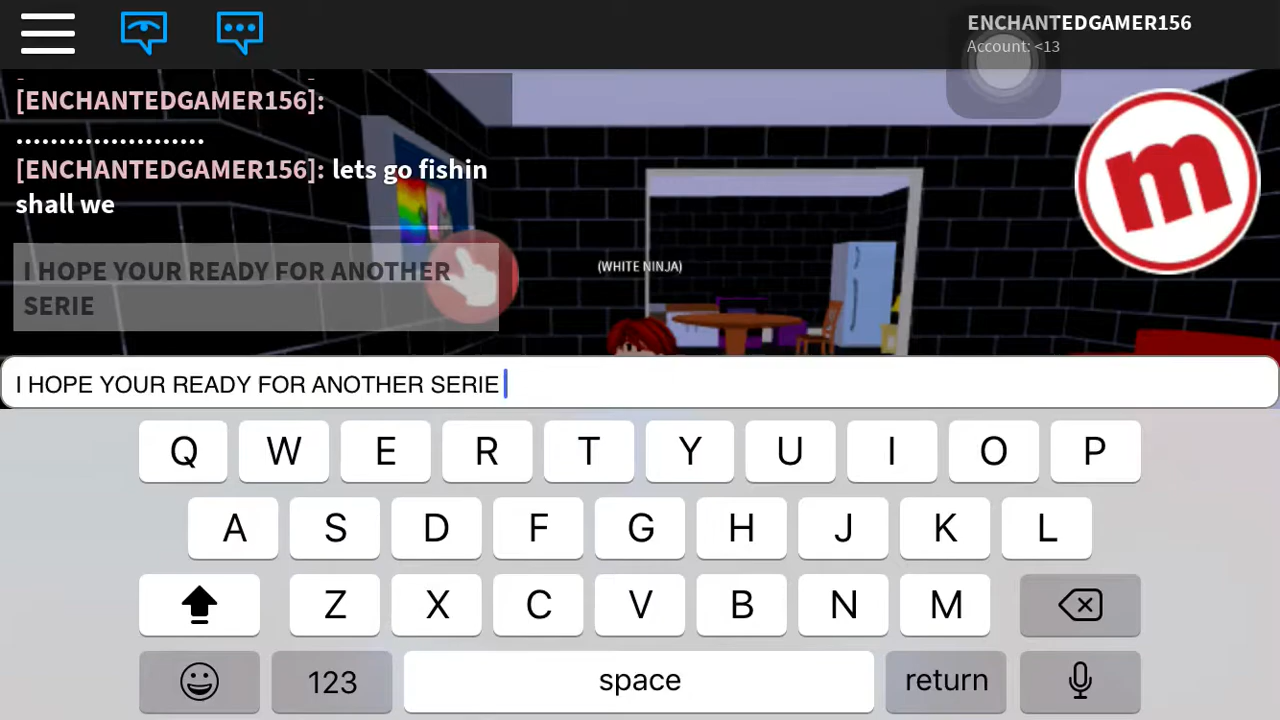 ENCHANTEDGAMER156
Account: <13
[ENCHANTEDGAMER156]:
......................
[ENCHANTEDGAMER156]: lets go fishin
shall we
m
(WHITE NINJA)
I HOPE YOUR READY FOR ANOTHER
SERIE
I HOPE YOUR READY FOR ANOTHER SERIE
Q W E R T Y U I O P
A S D F G H J K L
Z X C V B N M
123 space return